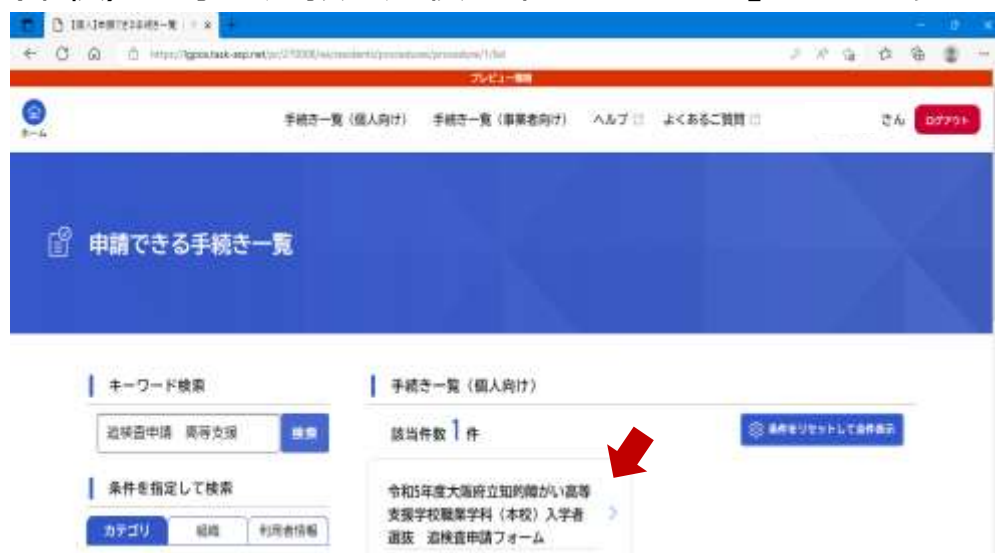 プレビュー機能
ホーム
手続き一覧（個人向け） 手続き一覧（事業者向け） ヘルプ よくあるご質問 さん ログアウト
申請できる手続き一覧
キーワード検索
追検査申請 高等支援 検索
条件を指定して検索
カテゴリ 組織 利用者情報
手続き一覧（個人向け）
該当件数 1 件
条件をリセットして全件表示
令和5年度大阪府立知的障がい高等
支援学校職業学科（本校）入学者
選抜 追検査申請フォーム